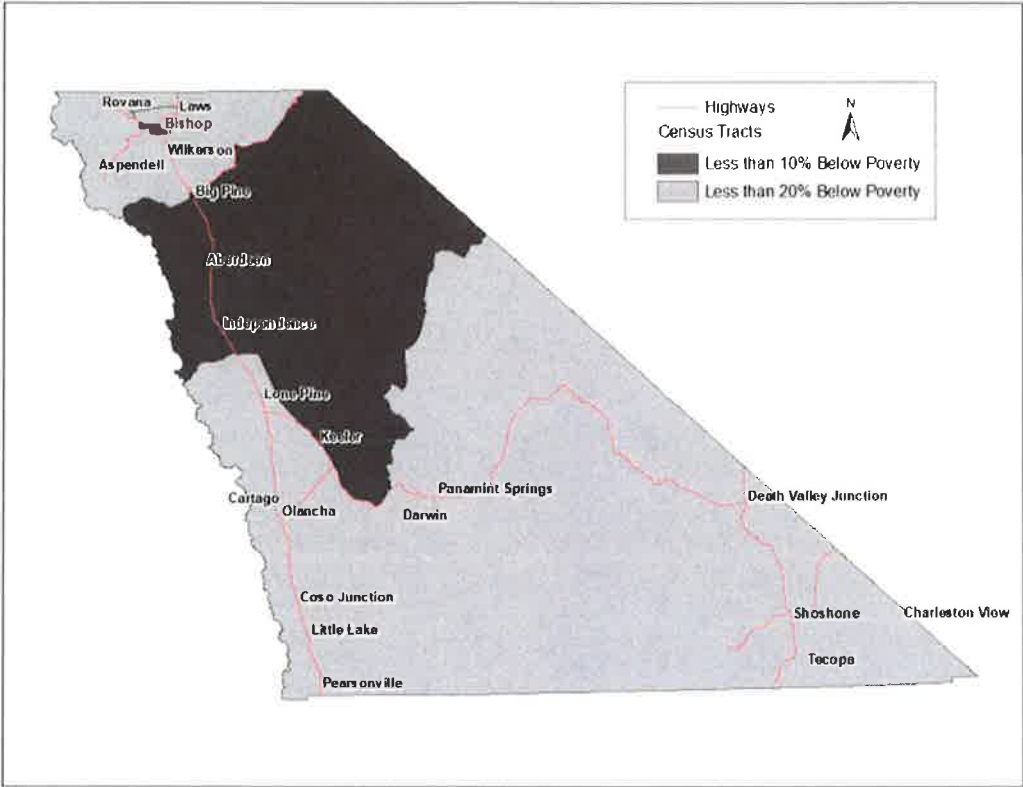 Highways
N
Census Tracts
Less than 10% Below Poverty
Less than 20% Below Poverty
Rovana
Laws
Bishop
Wilkerson
Aspendell
Big Pine
Aberdeen
Independence
Lone Pine
Keeler
Cartago
Olancha
Darwin
Panamint Springs
Death Valley Junction
Coso Junction
Little Lake
Pearsonville
Shoshone
Charleston View
Tecopa